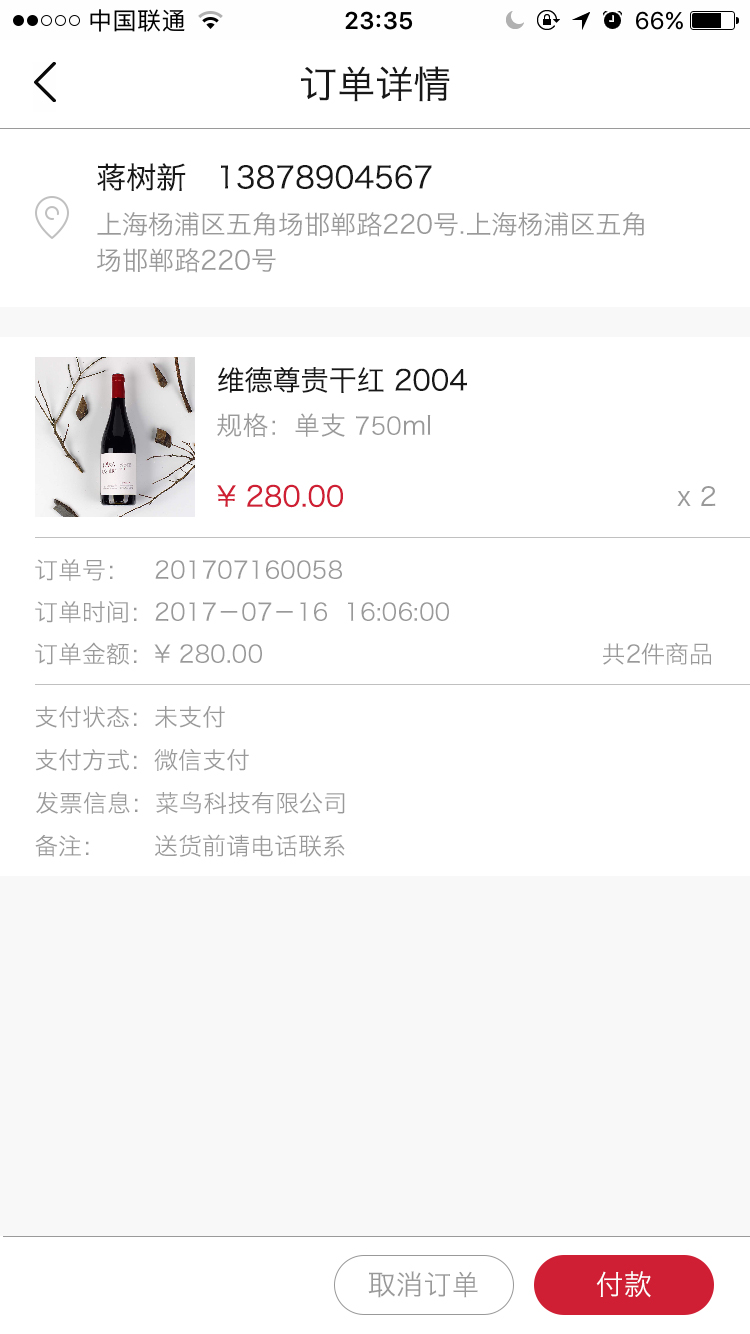 中国联通 23:35 66%
订单详情
蒋树新 13878904567
上海杨浦区五角场邯郸路220号.上海杨浦区五角
场邯郸路220号
维德尊贵干红 2004
规格：单支 750ml
¥ 280.00 x 2
订单号： 201707160058
订单时间：2017－07－16 16:06:00
订单金额：¥ 280.00 共2件商品
支付状态：未支付
支付方式：微信支付
发票信息：菜鸟科技有限公司
备注： 送货前请电话联系
取消订单 付款